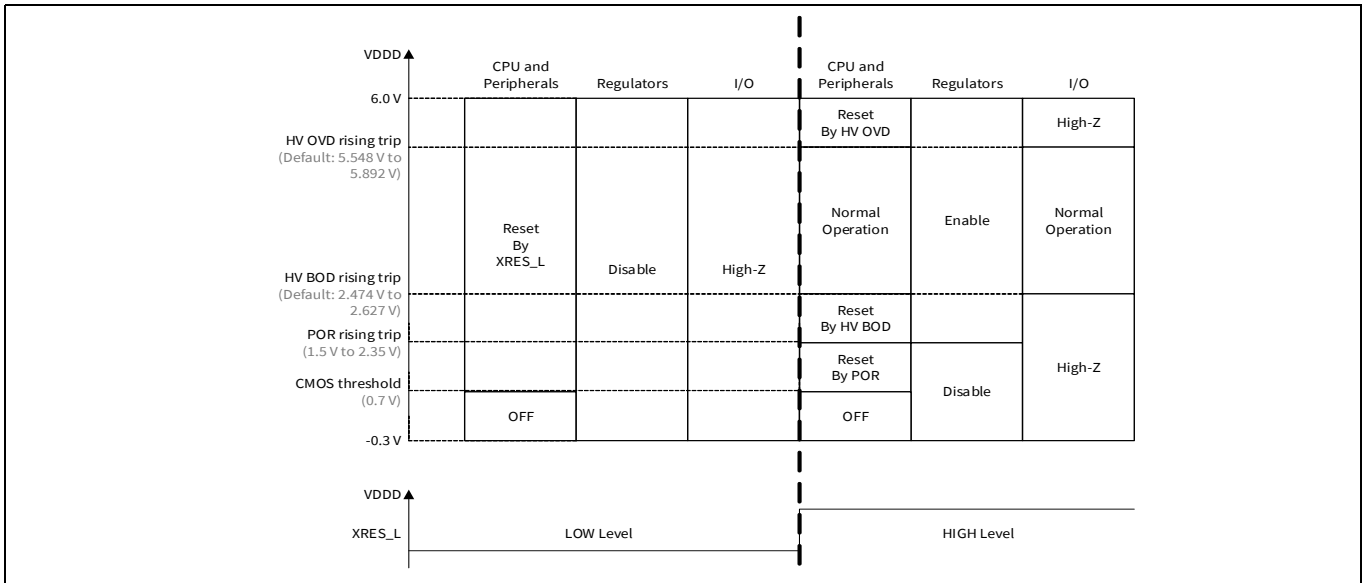 VDDD
CPU and
Peripherals
Regulators
I/O
CPU and
Peripherals
Regulators
I/O
6.0 V
Reset
By HV OVD
High-Z
HV OVD rising trip
(Default: 5.548 V to
5.892 V)
Reset
By
XRES_L
Disable
High-Z
Normal
Operation
Enable
Normal
Operation
HV BOD rising trip
(Default: 2.474 V to
2.627 V)
Reset
By HV BOD
POR rising trip
(1.5 V to 2.35 V)
Reset
By POR
High-Z
CMOS threshold
(0.7 V)
Disable
OFF
OFF
-0.3 V
VDDD
XRES_L
LOW Level
HIGH Level